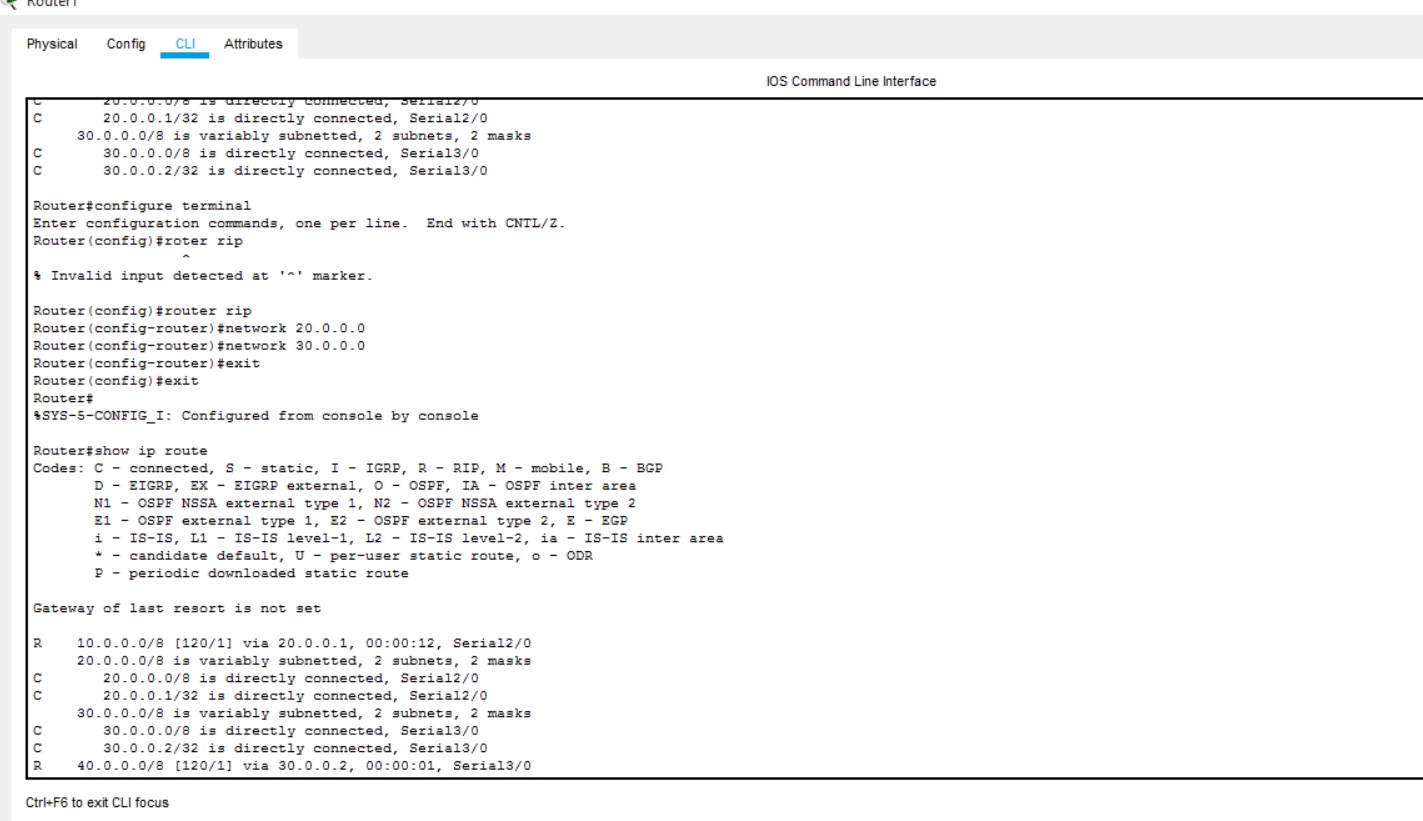 Router1
Physical Config CLI Attributes
IOS Command Line Interface
C 20.0.0.0/8 is directly connected, Serial2/0
C 20.0.0.1/32 is directly connected, Serial2/0
30.0.0.0/8 is variably subnetted, 2 subnets, 2 masks
C 30.0.0.0/8 is directly connected, Serial3/0
C 30.0.0.2/32 is directly connected, Serial3/0
Router#configure terminal
Enter configuration commands, one per line. End with CNTL/Z.
Router(config)#roter rip
^
% Invalid input detected at '^' marker.
Router(config)#router rip
Router(config-router)#network 20.0.0.0
Router(config-router)#network 30.0.0.0
Router(config-router)#exit
Router(config)#exit
Router#
%SYS-5-CONFIG_I: Configured from console by console
Router#show ip route
Codes: C - connected, S - static, I - IGRP, R - RIP, M - mobile, B - BGP
D - EIGRP, EX - EIGRP external, O - OSPF, IA - OSPF inter area
N1 - OSPF NSSA external type 1, N2 - OSPF NSSA external type 2
E1 - OSPF external type 1, E2 - OSPF external type 2, E - EGP
i - IS-IS, L1 - IS-IS level-1, L2 - IS-IS level-2, ia - IS-IS inter area
* - candidate default, U - per-user static route, o - ODR
P - periodic downloaded static route
Gateway of last resort is not set
R 10.0.0.0/8 [120/1] via 20.0.0.1, 00:00:12, Serial2/0
20.0.0.0/8 is variably subnetted, 2 subnets, 2 masks
C 20.0.0.0/8 is directly connected, Serial2/0
C 20.0.0.1/32 is directly connected, Serial2/0
30.0.0.0/8 is variably subnetted, 2 subnets, 2 masks
C 30.0.0.0/8 is directly connected, Serial3/0
C 30.0.0.2/32 is directly connected, Serial3/0
R 40.0.0.0/8 [120/1] via 30.0.0.2, 00:00:01, Serial3/0
Ctrl+F6 to exit CLI focus